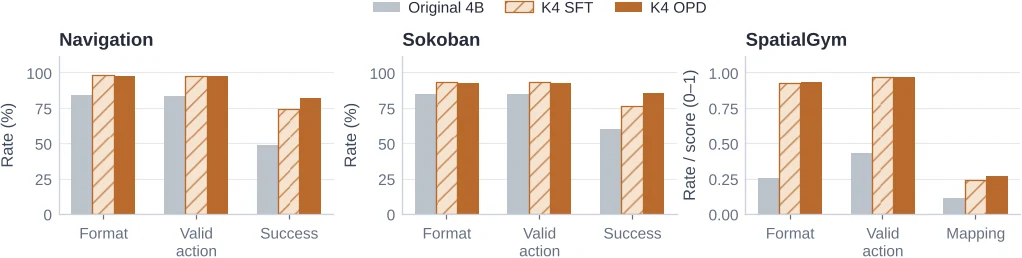 Original 4B K4 SFT K4 OPD
Navigation
Rate (%)
100
75
50
25
0
Format
Valid
action
Success
Sokoban
Rate (%)
100
75
50
25
0
Format
Valid
action
Success
SpatialGym
Rate / score (0–1)
1.00
0.75
0.50
0.25
0.00
Format
Valid
action
Mapping